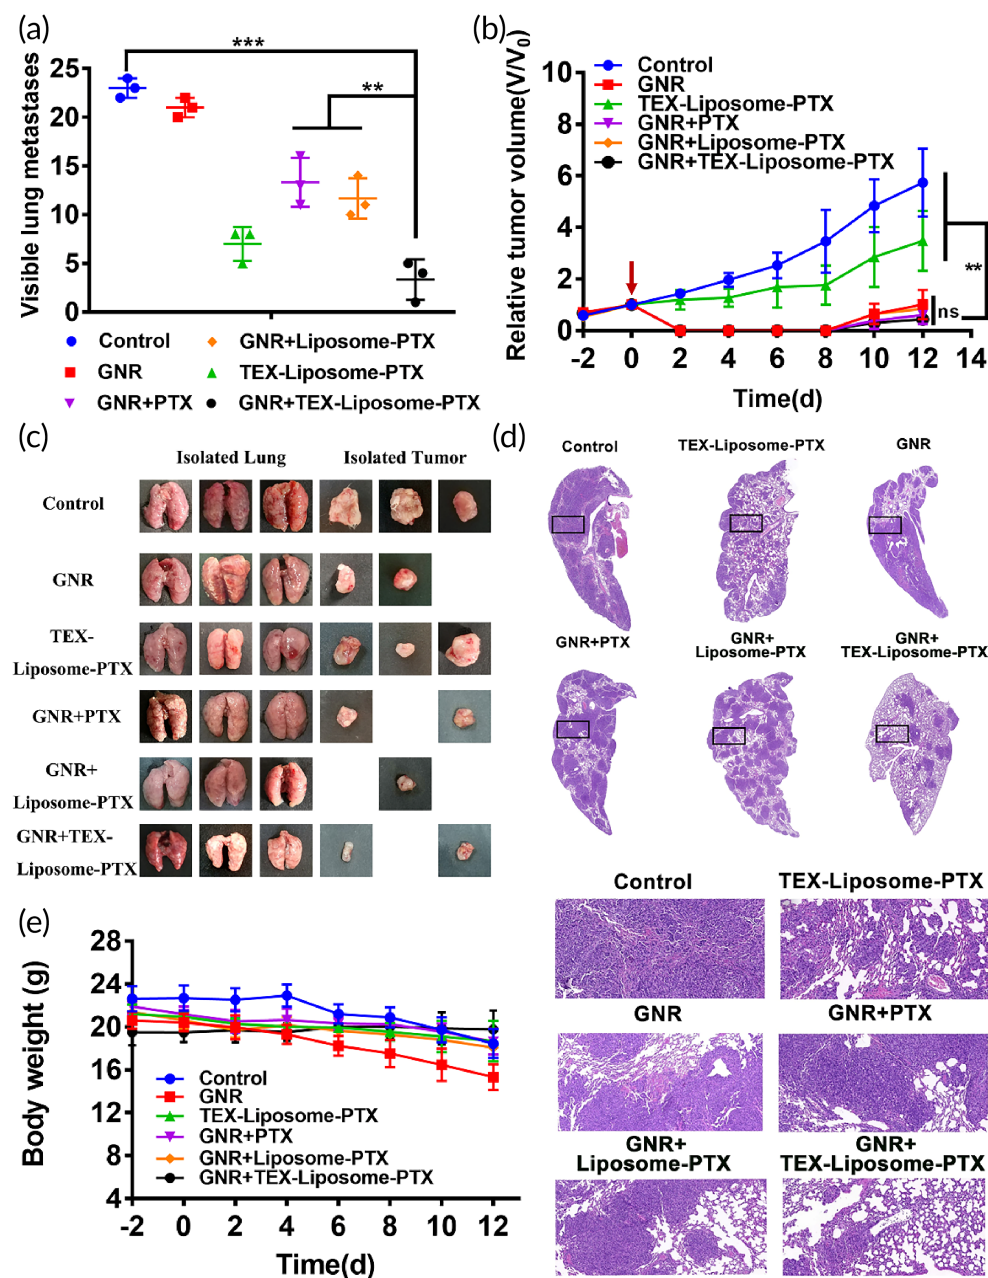 (a)
Visible lung metastases
25
20
15
10
5
0
***
**
Control
GNR
GNR+PTX
GNR+Liposome-PTX
TEX-Liposome-PTX
GNR+TEX-Liposome-PTX
(b)
Relative tumor volume(V/V0)
10
8
6
4
2
0
Control
GNR
TEX-Liposome-PTX
GNR+PTX
GNR+Liposome-PTX
GNR+TEX-Liposome-PTX
**
ns
-2 0 2 4 6 8 10 12 14
Time(d)
(c)
Isolated Lung Isolated Tumor
Control
GNR
TEX-
Liposome-PTX
GNR+PTX
GNR+
Liposome-PTX
GNR+TEX-
Liposome-PTX
(d)
Control TEX-Liposome-PTX GNR
GNR+PTX
GNR+
Liposome-PTX
GNR+
TEX-Liposome-PTX
Control TEX-Liposome-PTX
GNR GNR+PTX
GNR+
Liposome-PTX
GNR+
TEX-Liposome-PTX
(e)
Body weight (g)
28
24
20
16
12
8
4
Control
GNR
TEX-Liposome-PTX
GNR+PTX
GNR+Liposome-PTX
GNR+TEX-Liposome-PTX
-2 0 2 4 6 8 10 12
Time(d)